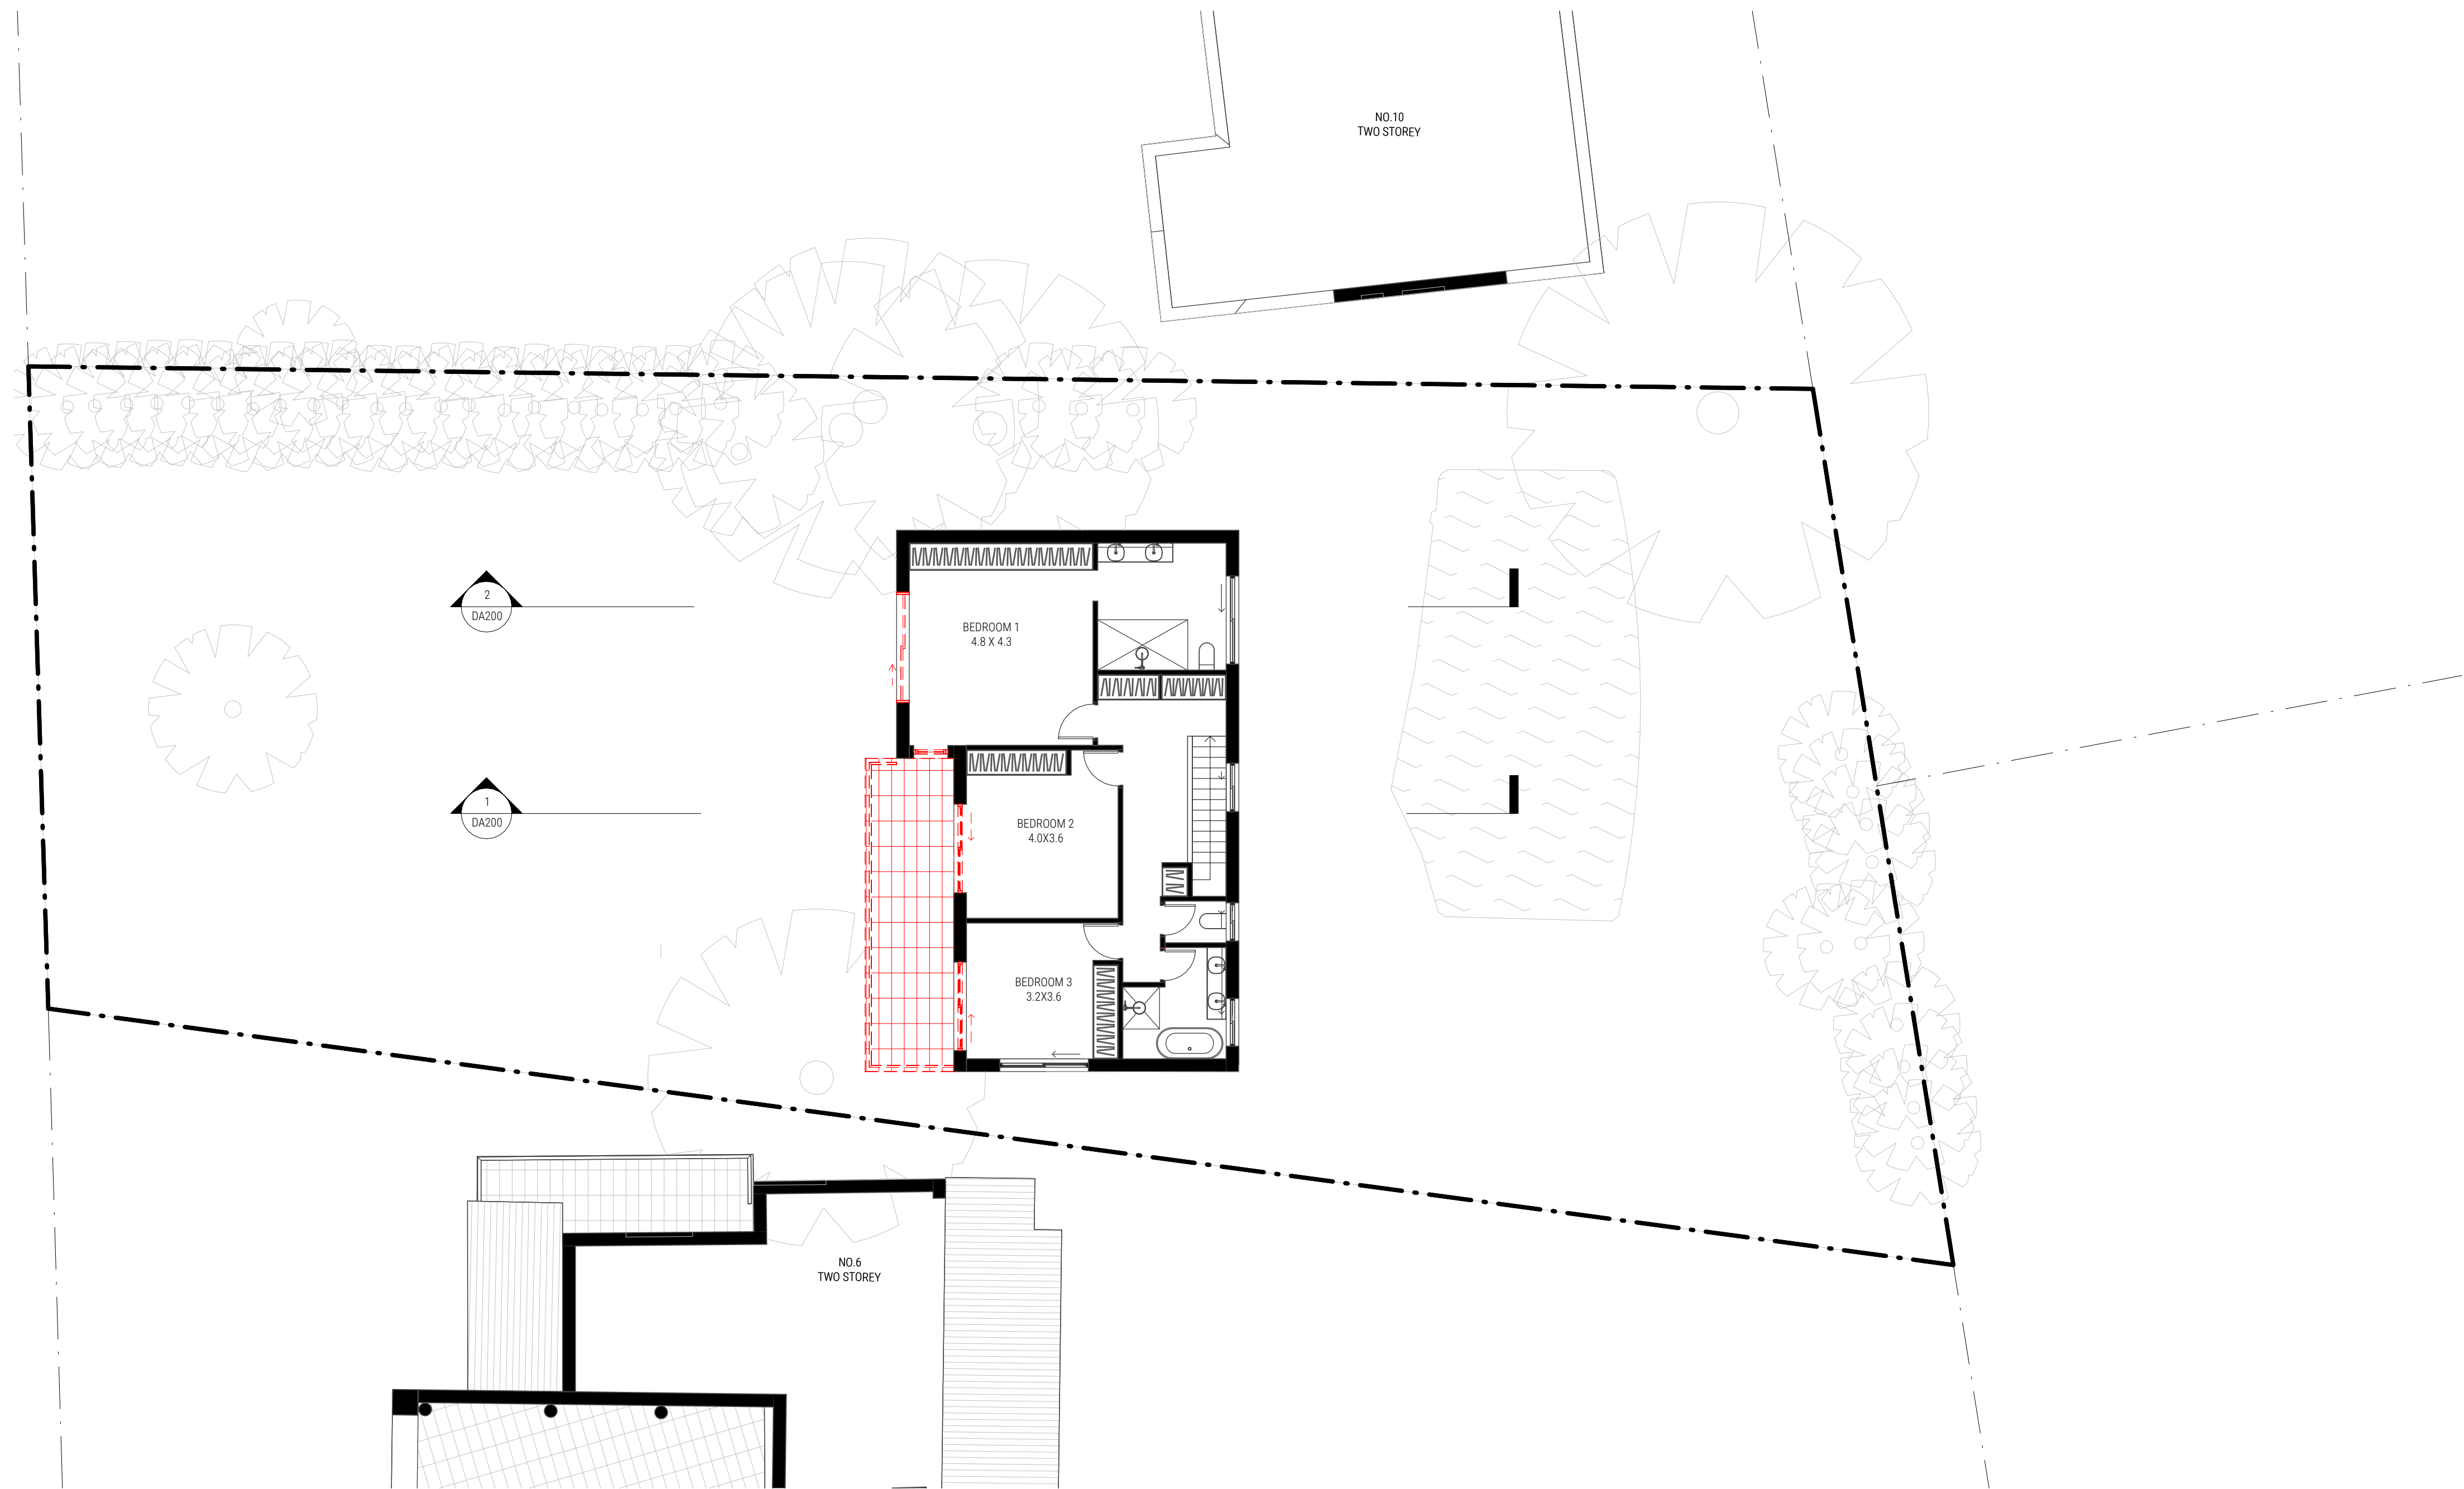 NO.10
TWO STOREY
2
DA200
BEDROOM 1
4.8 X 4.3
1
DA200
BEDROOM 2
4.0X3.6
BEDROOM 3
3.2X3.6
NO.6
TWO STOREY